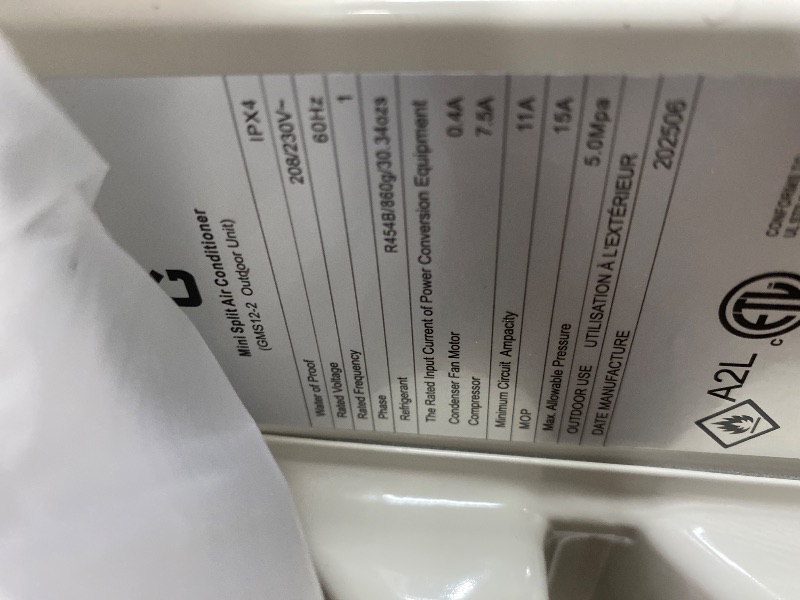 G
Mini Split Air Conditioner
(GMS12-2 Outdoor Unit)
Water of Proof IPX4
Rated Voltage 208/230V~
Rated Frequency 60Hz
Phase 1
Refrigerant R454B/860g/30.34ozs
The Rated Input Current of Power Conversion Equipment
Condenser Fan Motor 0.4A
Compressor 7.5A
Minimum Circuit Ampacity 11A
MOP 15A
Max. Allowable Pressure 5.0Mpa
OUTDOOR USE UTILISATION À L'EXTÉRIEUR
DATE MANUFACTURE 202506
A2L
C ETL
CONFORMS TO